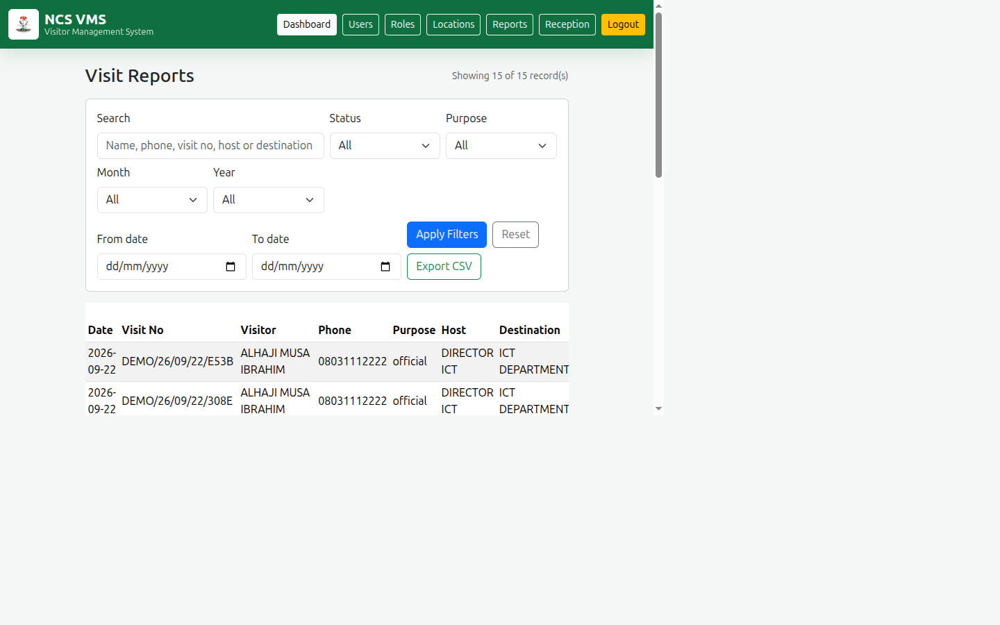 NCS VMS
Visitor Management System
Dashboard Users Roles Locations Reports Reception Logout
Visit Reports
Showing 15 of 15 record(s)
Search Status Purpose
Name, phone, visit no, host or destination All All
Month Year
All All
Apply Filters Reset
From date To date
dd/mm/yyyy dd/mm/yyyy Export CSV
Date Visit No Visitor Phone Purpose Host Destination
2026- ALHAJI MUSA DIRECTOR ICT
DEMO/26/09/22/E53B 08031112222 official
09-22 IBRAHIM ICT DEPARTMENT
2026- ALHAJI MUSA DIRECTOR ICT
DEMO/26/09/22/308E 08031112222 official
09-22 IBRAHIM ICT DEPARTMENT